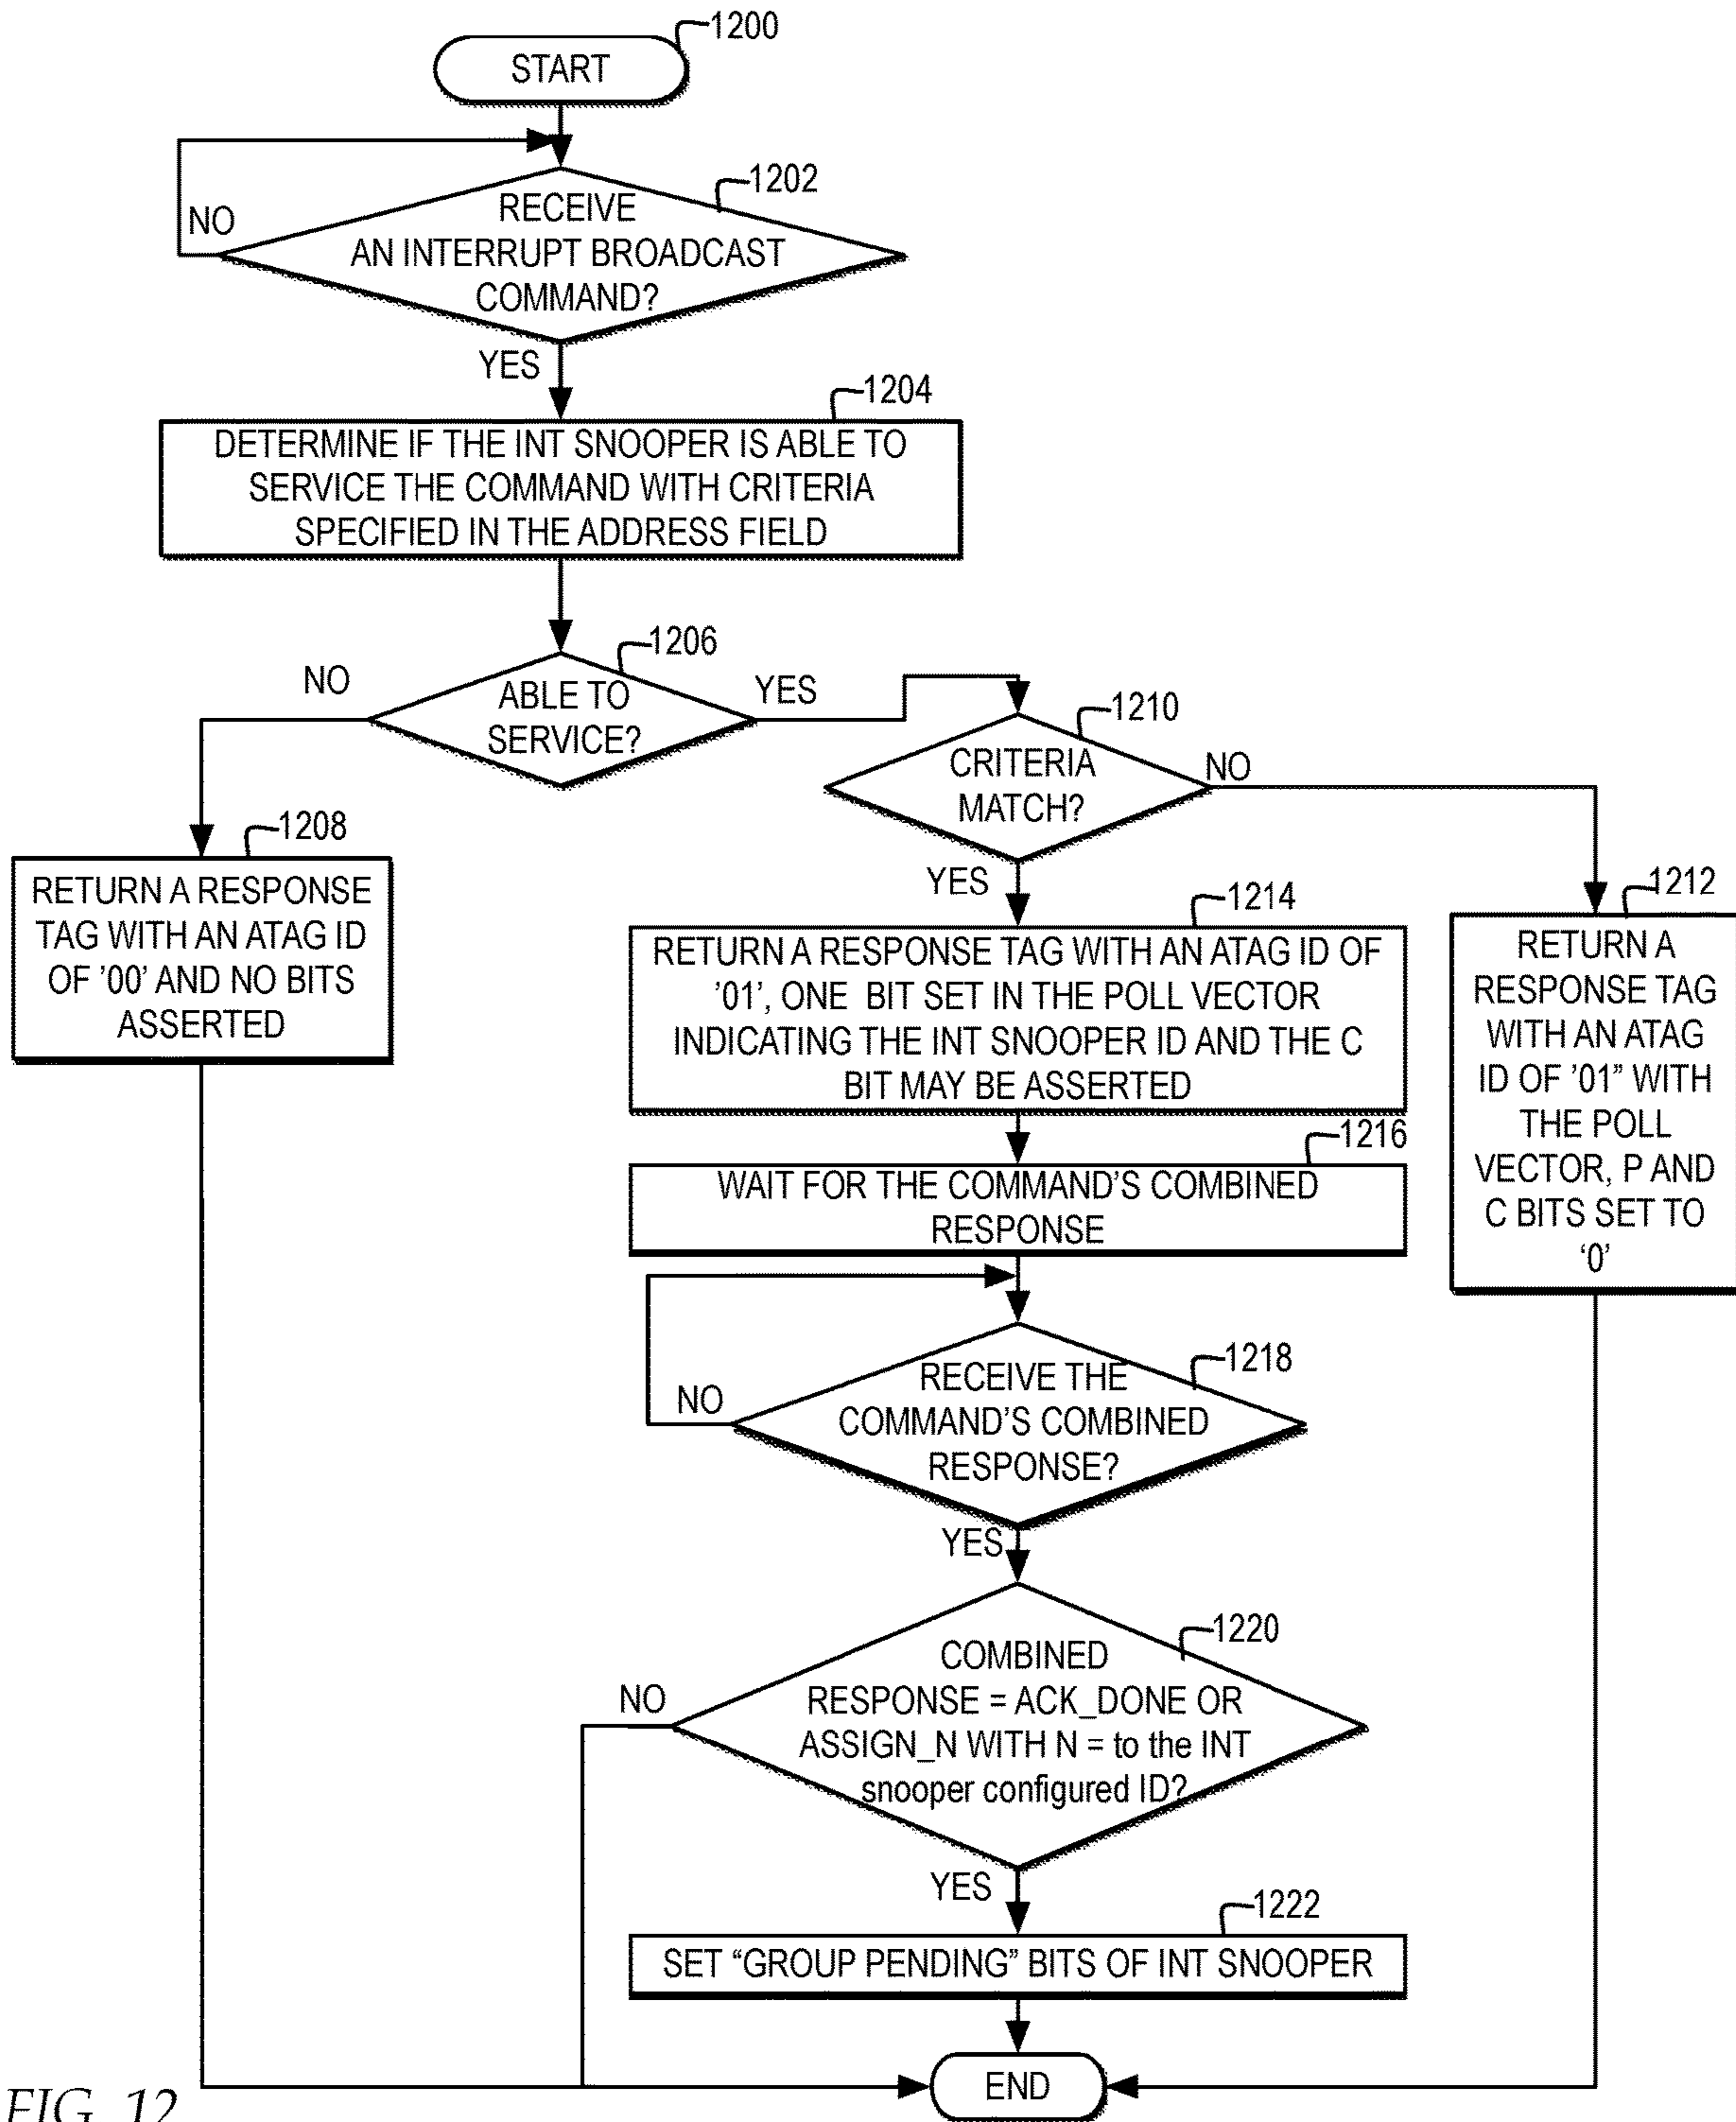 1200
START
1202
RECEIVE
AN INTERRUPT BROADCAST
COMMAND?
NO
YES
1204
DETERMINE IF THE INT SNOOPER IS ABLE TO
SERVICE THE COMMAND WITH CRITERIA
SPECIFIED IN THE ADDRESS FIELD
1206
NO
ABLE TO
SERVICE?
YES
1210
CRITERIA
MATCH?
NO
YES
1208
RETURN A RESPONSE
TAG WITH AN ATAG ID
OF '00' AND NO BITS
ASSERTED
1214
RETURN A RESPONSE TAG WITH AN ATAG ID OF
'01', ONE BIT SET IN THE POLL VECTOR
INDICATING THE INT SNOOPER ID AND THE C
BIT MAY BE ASSERTED
1212
RETURN A
RESPONSE TAG
WITH AN ATAG
ID OF '01" WITH
THE POLL
VECTOR, P AND
C BITS SET TO
'0'
1216
WAIT FOR THE COMMAND'S COMBINED
RESPONSE
1218
RECEIVE THE
COMMAND'S COMBINED
RESPONSE?
NO
YES
1220
COMBINED
RESPONSE = ACK_DONE OR
ASSIGN_N WITH N = to the INT
snooper configured ID?
NO
YES
1222
SET "GROUP PENDING" BITS OF INT SNOOPER
END
FIG. 12